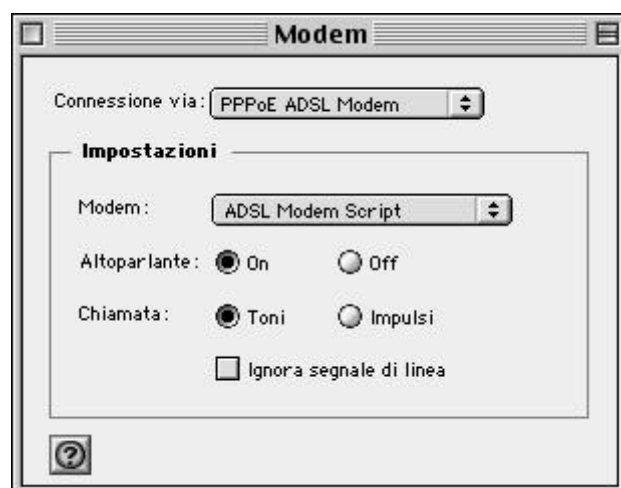 Modem
Connessione via: PPPoE ADSL Modem
Impostazioni
Modem: ADSL Modem Script
Altoparlante: On Off
Chiamata: Toni Impulsi
Ignora segnale di linea
?